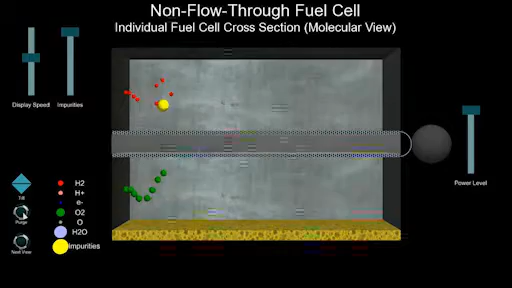 Non-Flow-Through Fuel Cell
Individual Fuel Cell Cross Section (Molecular View)
Display Speed
Impurities
Power Level
Tilt
Purge
Next View
H2
H+
e-
O2
O
H2O
Impurities